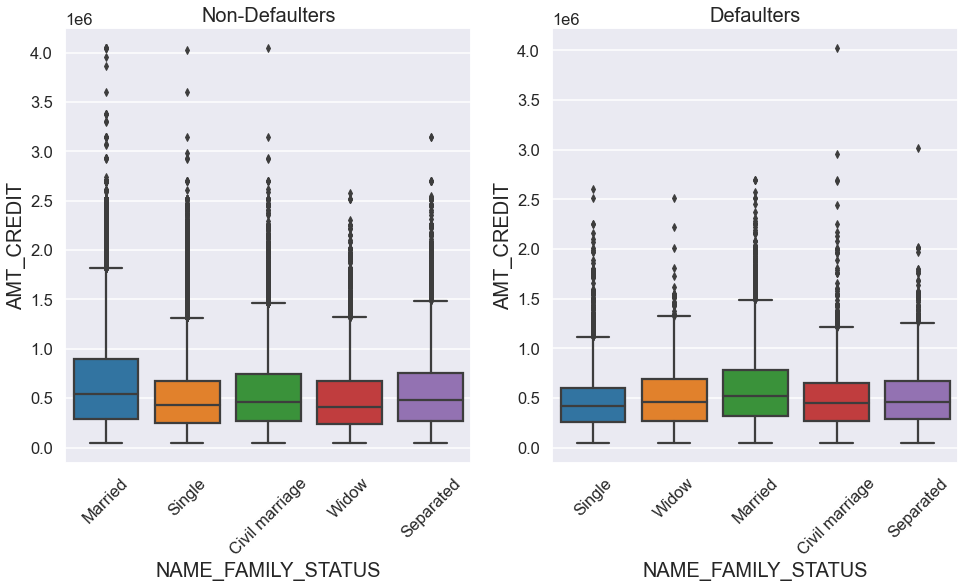 Non-Defaulters
1e6
4.0
3.5
3.0
2.5
2.0
1.5
1.0
0.5
0.0
AMT_CREDIT
Married
Single
Civil marriage
Widow
Separated
NAME_FAMILY_STATUS
Defaulters
1e6
4.0
3.5
3.0
2.5
2.0
1.5
1.0
0.5
0.0
AMT_CREDIT
Single
Widow
Married
Civil marriage
Separated
NAME_FAMILY_STATUS